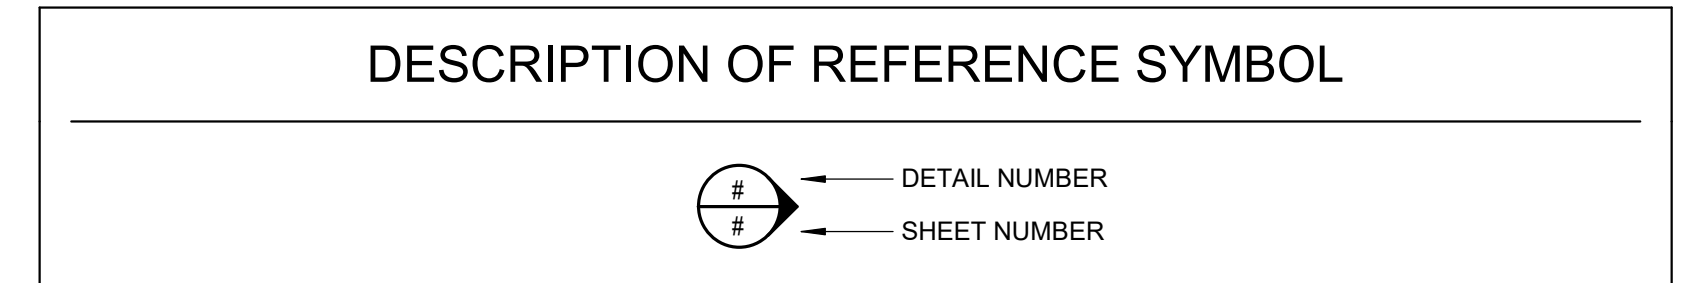 DESCRIPTION OF REFERENCE SYMBOL
# DETAIL NUMBER
# SHEET NUMBER